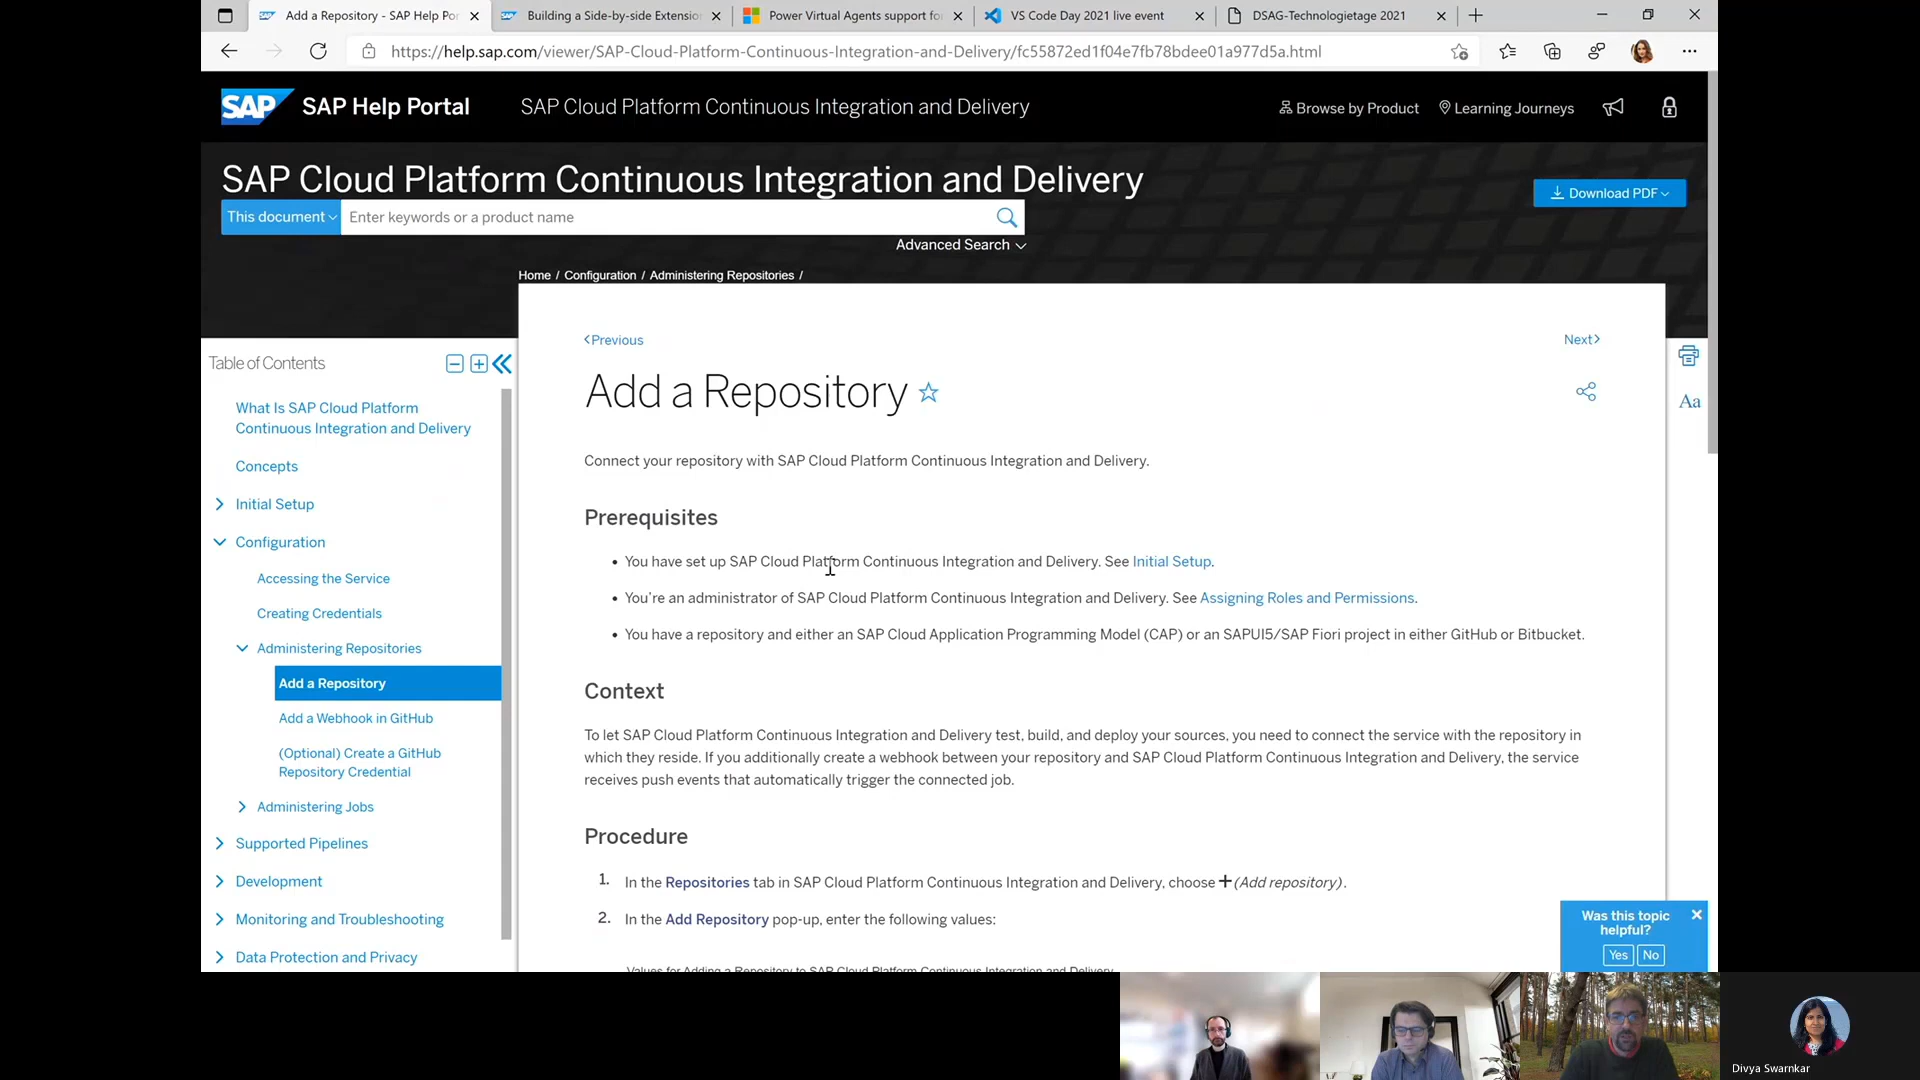 Add a Repository - SAP Help Por
Building a Side-by-side Extensio
Power Virtual Agents support fo
VS Code Day 2021 live event
DSAG-Technologietage 2021
https://help.sap.com/viewer/SAP-Cloud-Platform-Continuous-Integration-and-Delivery/fc55872ed1f04e7fb78bdee01a977d5a.html
SAP SAP Help Portal
SAP Cloud Platform Continuous Integration and Delivery
Browse by Product
Learning Journeys
SAP Cloud Platform Continuous Integration and Delivery
Download PDF
This document
Enter keywords or a product name
Advanced Search
Home / Configuration / Administering Repositories /
Table of Contents
What Is SAP Cloud Platform
Continuous Integration and Delivery
Concepts
Initial Setup
Configuration
Accessing the Service
Creating Credentials
Administering Repositories
Add a Repository
Add a Webhook in GitHub
(Optional) Create a GitHub
Repository Credential
Administering Jobs
Supported Pipelines
Development
Monitoring and Troubleshooting
Data Protection and Privacy
Previous
Next
Add a Repository
Aa
Connect your repository with SAP Cloud Platform Continuous Integration and Delivery.
Prerequisites
• You have set up SAP Cloud Platform Continuous Integration and Delivery. See Initial Setup.
• You're an administrator of SAP Cloud Platform Continuous Integration and Delivery. See Assigning Roles and Permissions.
• You have a repository and either an SAP Cloud Application Programming Model (CAP) or an SAPUI5/SAP Fiori project in either GitHub or Bitbucket.
Context
To let SAP Cloud Platform Continuous Integration and Delivery test, build, and deploy your sources, you need to connect the service with the repository in
which they reside. If you additionally create a webhook between your repository and SAP Cloud Platform Continuous Integration and Delivery, the service
receives push events that automatically trigger the connected job.
Procedure
1. In the Repositories tab in SAP Cloud Platform Continuous Integration and Delivery, choose +(Add repository).
2. In the Add Repository pop-up, enter the following values:
Values for Adding a Repository to SAP Cloud Platform Continuous Integration and Delivery
Was this topic
helpful?
Yes No
Divya Swarnkar